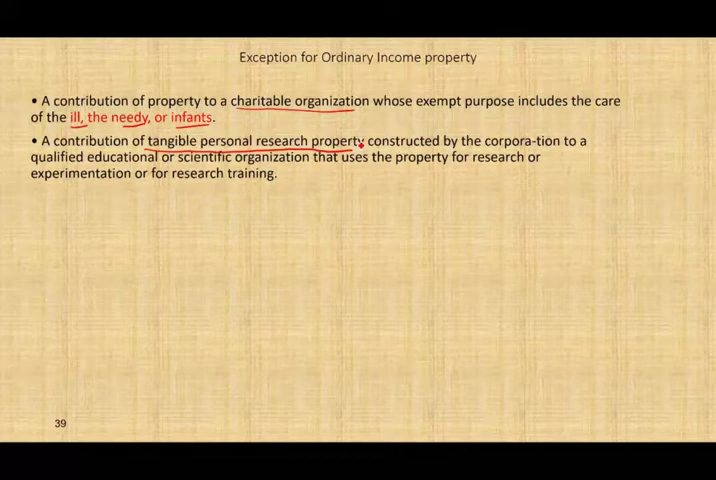 Exception for Ordinary Income property
• A contribution of property to a charitable organization whose exempt purpose includes the care
of the ill, the needy, or infants.
• A contribution of tangible personal research property constructed by the corpora-tion to a
qualified educational or scientific organization that uses the property for research or
experimentation or for research training.
39